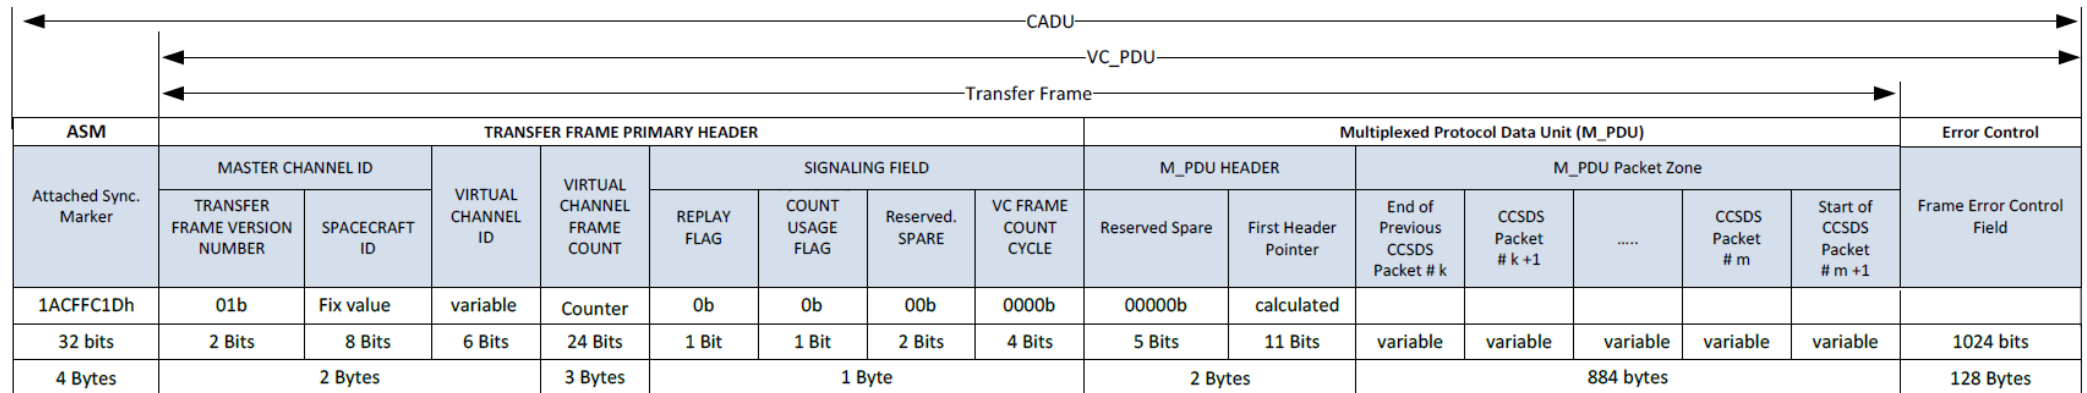 CADU
VC_PDU
Transfer Frame
ASM
TRANSFER FRAME PRIMARY HEADER
Multiplexed Protocol Data Unit (M_PDU)
Error Control
Attached Sync.
Marker
MASTER CHANNEL ID
VIRTUAL
CHANNEL
ID
VIRTUAL
CHANNEL
FRAME
COUNT
SIGNALING FIELD
M_PDU HEADER
M_PDU Packet Zone
Frame Error Control
Field
TRANSFER
FRAME VERSION
NUMBER
SPACECRAFT
ID
REPLAY
FLAG
COUNT
USAGE
FLAG
Reserved.
SPARE
VC FRAME
COUNT
CYCLE
Reserved Spare
First Header
Pointer
End of
Previous
CCSDS
Packet # k
CCSDS
Packet
# k +1
.....
CCSDS
Packet
# m
Start of
CCSDS
Packet
# m +1
1ACFFC1Dh
01b
Fix value
variable
Counter
0b
0b
00b
0000b
00000b
calculated
32 bits
2 Bits
8 Bits
6 Bits
24 Bits
1 Bit
1 Bit
2 Bits
4 Bits
5 Bits
11 Bits
variable
variable
variable
variable
variable
1024 bits
4 Bytes
2 Bytes
3 Bytes
1 Byte
2 Bytes
884 bytes
128 Bytes